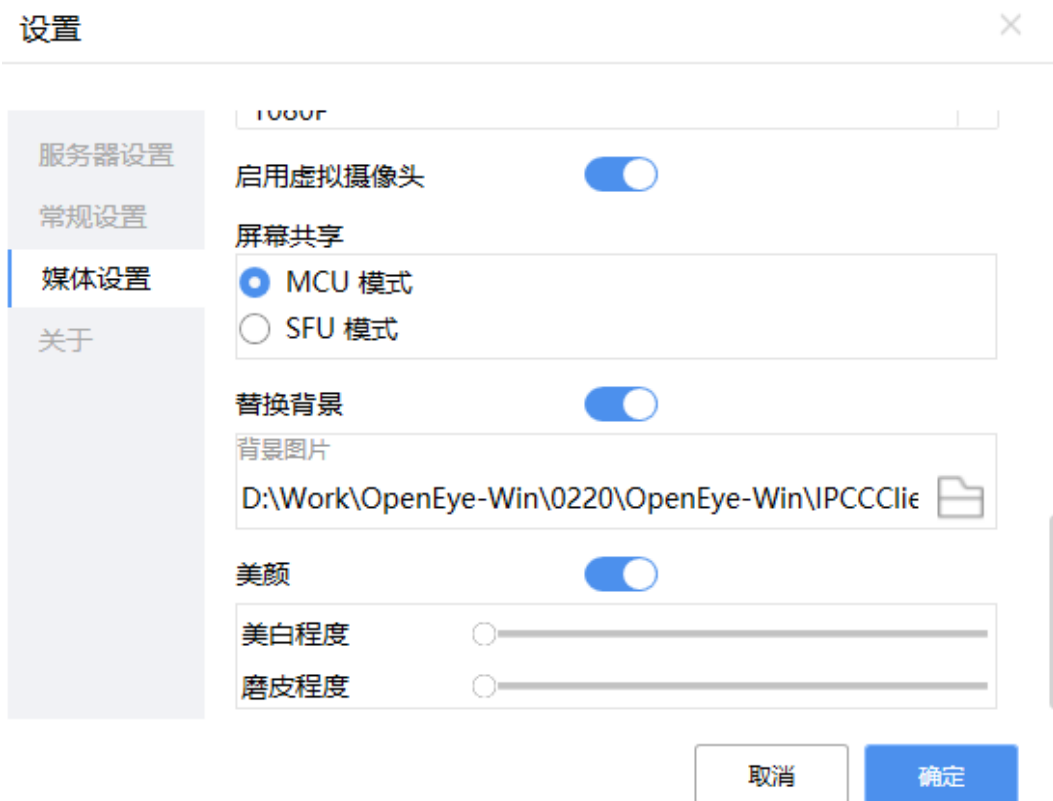 设置
服务器设置
常规设置
媒体设置
关于
1080P
启用虚拟摄像头
屏幕共享
MCU 模式
SFU 模式
替换背景
背景图片
D:\Work\OpenEye-Win\0220\OpenEye-Win\IPCCClie
美颜
美白程度
磨皮程度
取消
确定